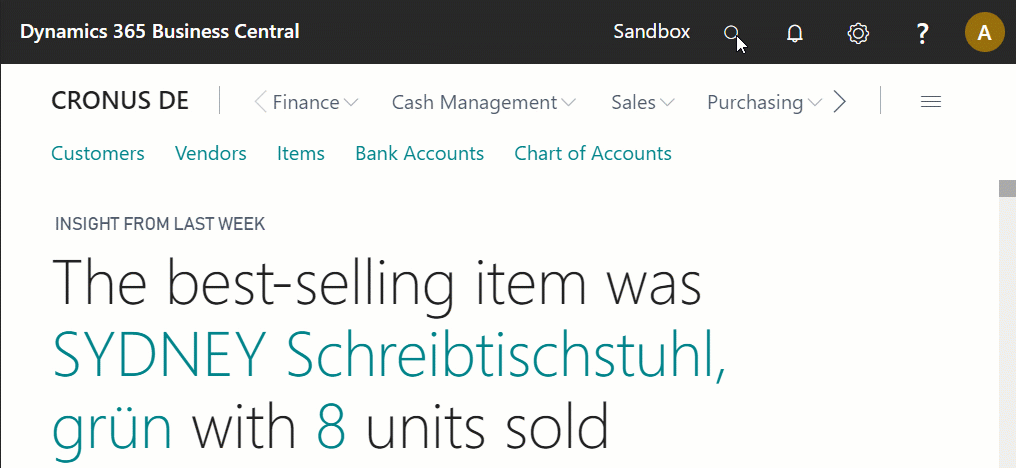 Dynamics 365 Business Central Sandbox ? A
CRONUS DE Finance Cash Management Sales Purchasing
Customers Vendors Items Bank Accounts Chart of Accounts
INSIGHT FROM LAST WEEK
The best-selling item was
SYDNEY Schreibtischstuhl,
grün with 8 units sold